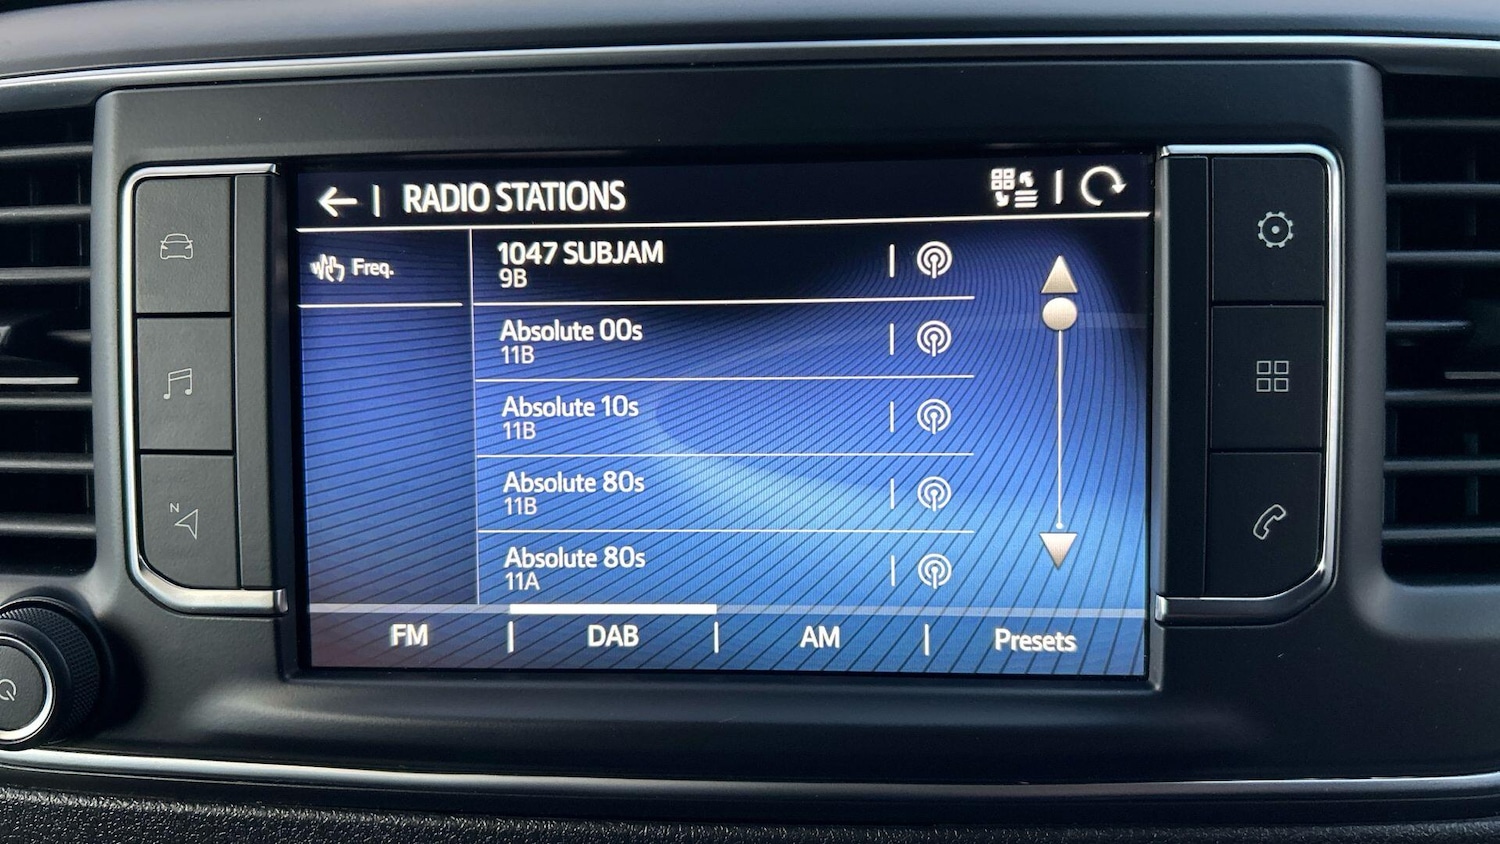 RADIO STATIONS
Freq.
1047 SUBJAM
9B
Absolute 00s
11B
Absolute 10s
11B
Absolute 80s
11B
Absolute 80s
11A
FM
DAB
AM
Presets
N